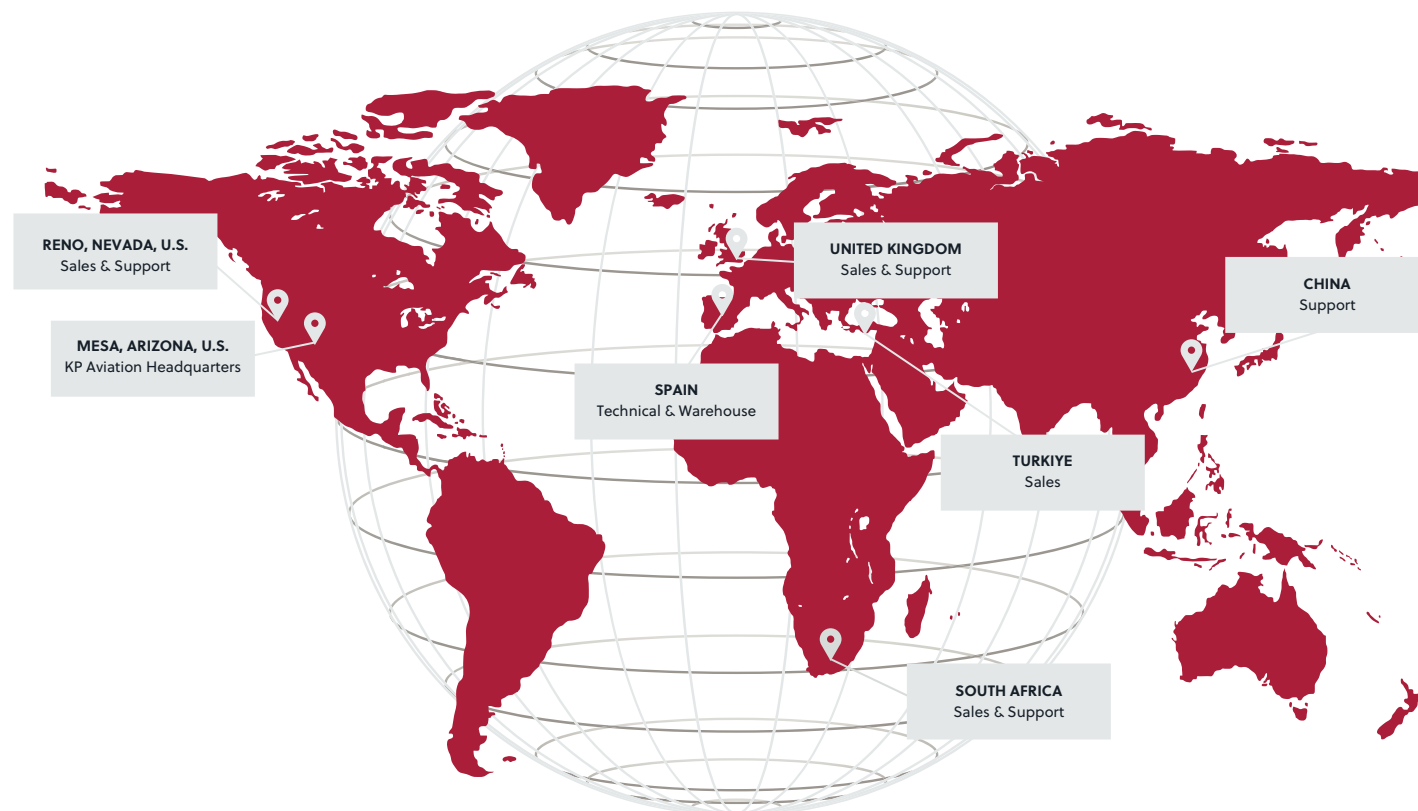 RENO, NEVADA, U.S.
Sales & Support
MESA, ARIZONA, U.S.
KP Aviation Headquarters
UNITED KINGDOM
Sales & Support
CHINA
Support
SPAIN
Technical & Warehouse
TURKIYE
Sales
SOUTH AFRICA
Sales & Support